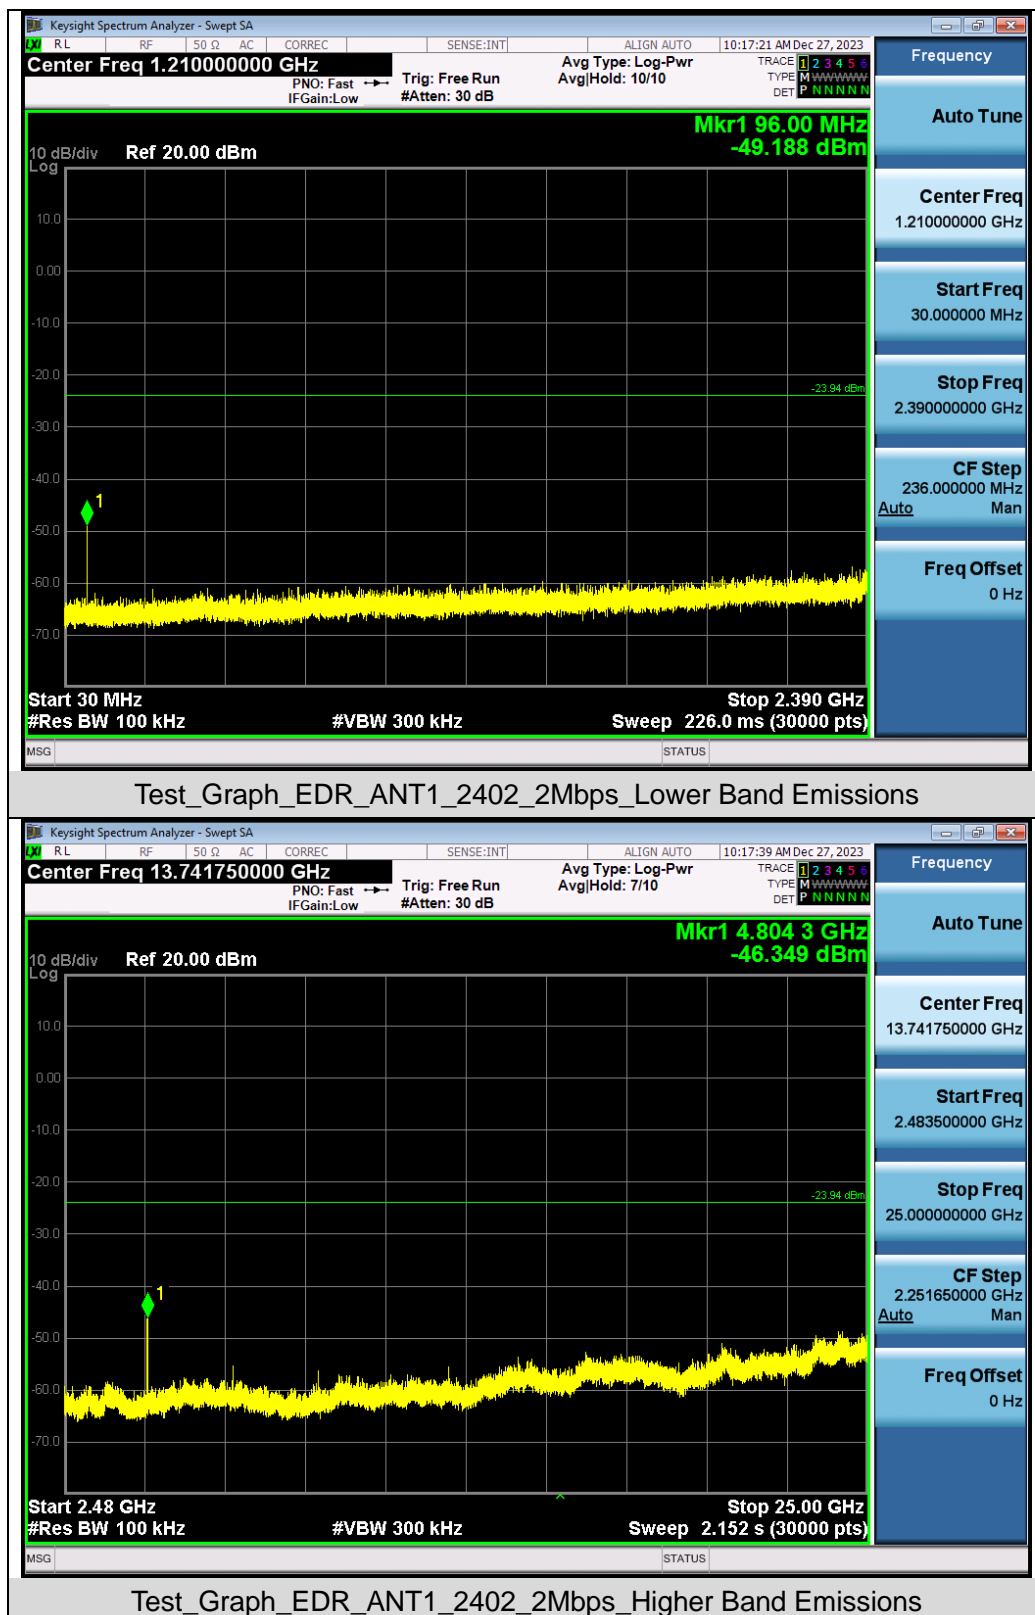 Keysight Spectrum Analyzer - Swept SA
LXI RL RF 50 Ω AC CORREC SENSE:INT ALIGN AUTO 10:17:21 AM Dec 27, 2023
Center Freq 1.210000000 GHz
PNO: Fast
IFGain:Low
Trig: Free Run
#Atten: 30 dB
Avg Type: Log-Pwr
Avg|Hold: 10/10
TRACE 1 2 3 4 5 6
TYPE M WWWWW
DET P N N N N N
Mkr1 96.00 MHz
-49.188 dBm
10 dB/div
Log
Ref 20.00 dBm
10.0
0.00
-10.0
-20.0
-23.94 dBm
-30.0
-40.0
1
-50.0
-60.0
-70.0
Start 30 MHz
Stop 2.390 GHz
#Res BW 100 kHz
#VBW 300 kHz
Sweep 226.0 ms (30000 pts)
MSG
STATUS
Frequency
Auto Tune
Center Freq
1.210000000 GHz
Start Freq
30.000000 MHz
Stop Freq
2.390000000 GHz
CF Step
236.000000 MHz
Auto Man
Freq Offset
0 Hz
Test_Graph_EDR_ANT1_2402_2Mbps_Lower Band Emissions
Keysight Spectrum Analyzer - Swept SA
LXI RL RF 50 Ω AC CORREC SENSE:INT ALIGN AUTO 10:17:39 AM Dec 27, 2023
Center Freq 13.741750000 GHz
PNO: Fast
IFGain:Low
Trig: Free Run
#Atten: 30 dB
Avg Type: Log-Pwr
Avg|Hold: 7/10
TRACE 1 2 3 4 5 6
TYPE M WWWWW
DET P N N N N N
Mkr1 4.804 3 GHz
-46.349 dBm
10 dB/div
Log
Ref 20.00 dBm
10.0
0.00
-10.0
-20.0
-23.94 dBm
-30.0
-40.0
1
-50.0
-60.0
-70.0
Start 2.48 GHz
Stop 25.00 GHz
#Res BW 100 kHz
#VBW 300 kHz
Sweep 2.152 s (30000 pts)
MSG
STATUS
Frequency
Auto Tune
Center Freq
13.741750000 GHz
Start Freq
2.483500000 GHz
Stop Freq
25.000000000 GHz
CF Step
2.251650000 GHz
Auto Man
Freq Offset
0 Hz
Test_Graph_EDR_ANT1_2402_2Mbps_Higher Band Emissions